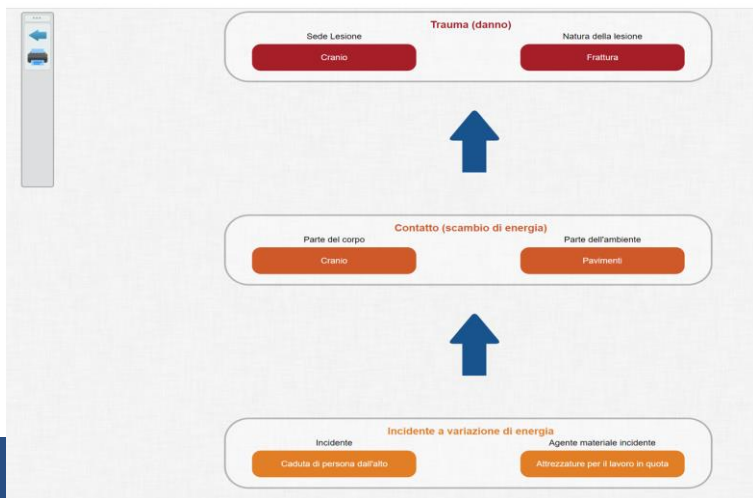 Trauma (danno)
Sede Lesione Natura della lesione
Cranio Frattura
Contatto (scambio di energia)
Parte del corpo Parte dell'ambiente
Cranio Pavimenti
Incidente a variazione di energia
Incidente Agente materiale incidente
Caduta di persona dall'alto Attrezzature per il lavoro in quota